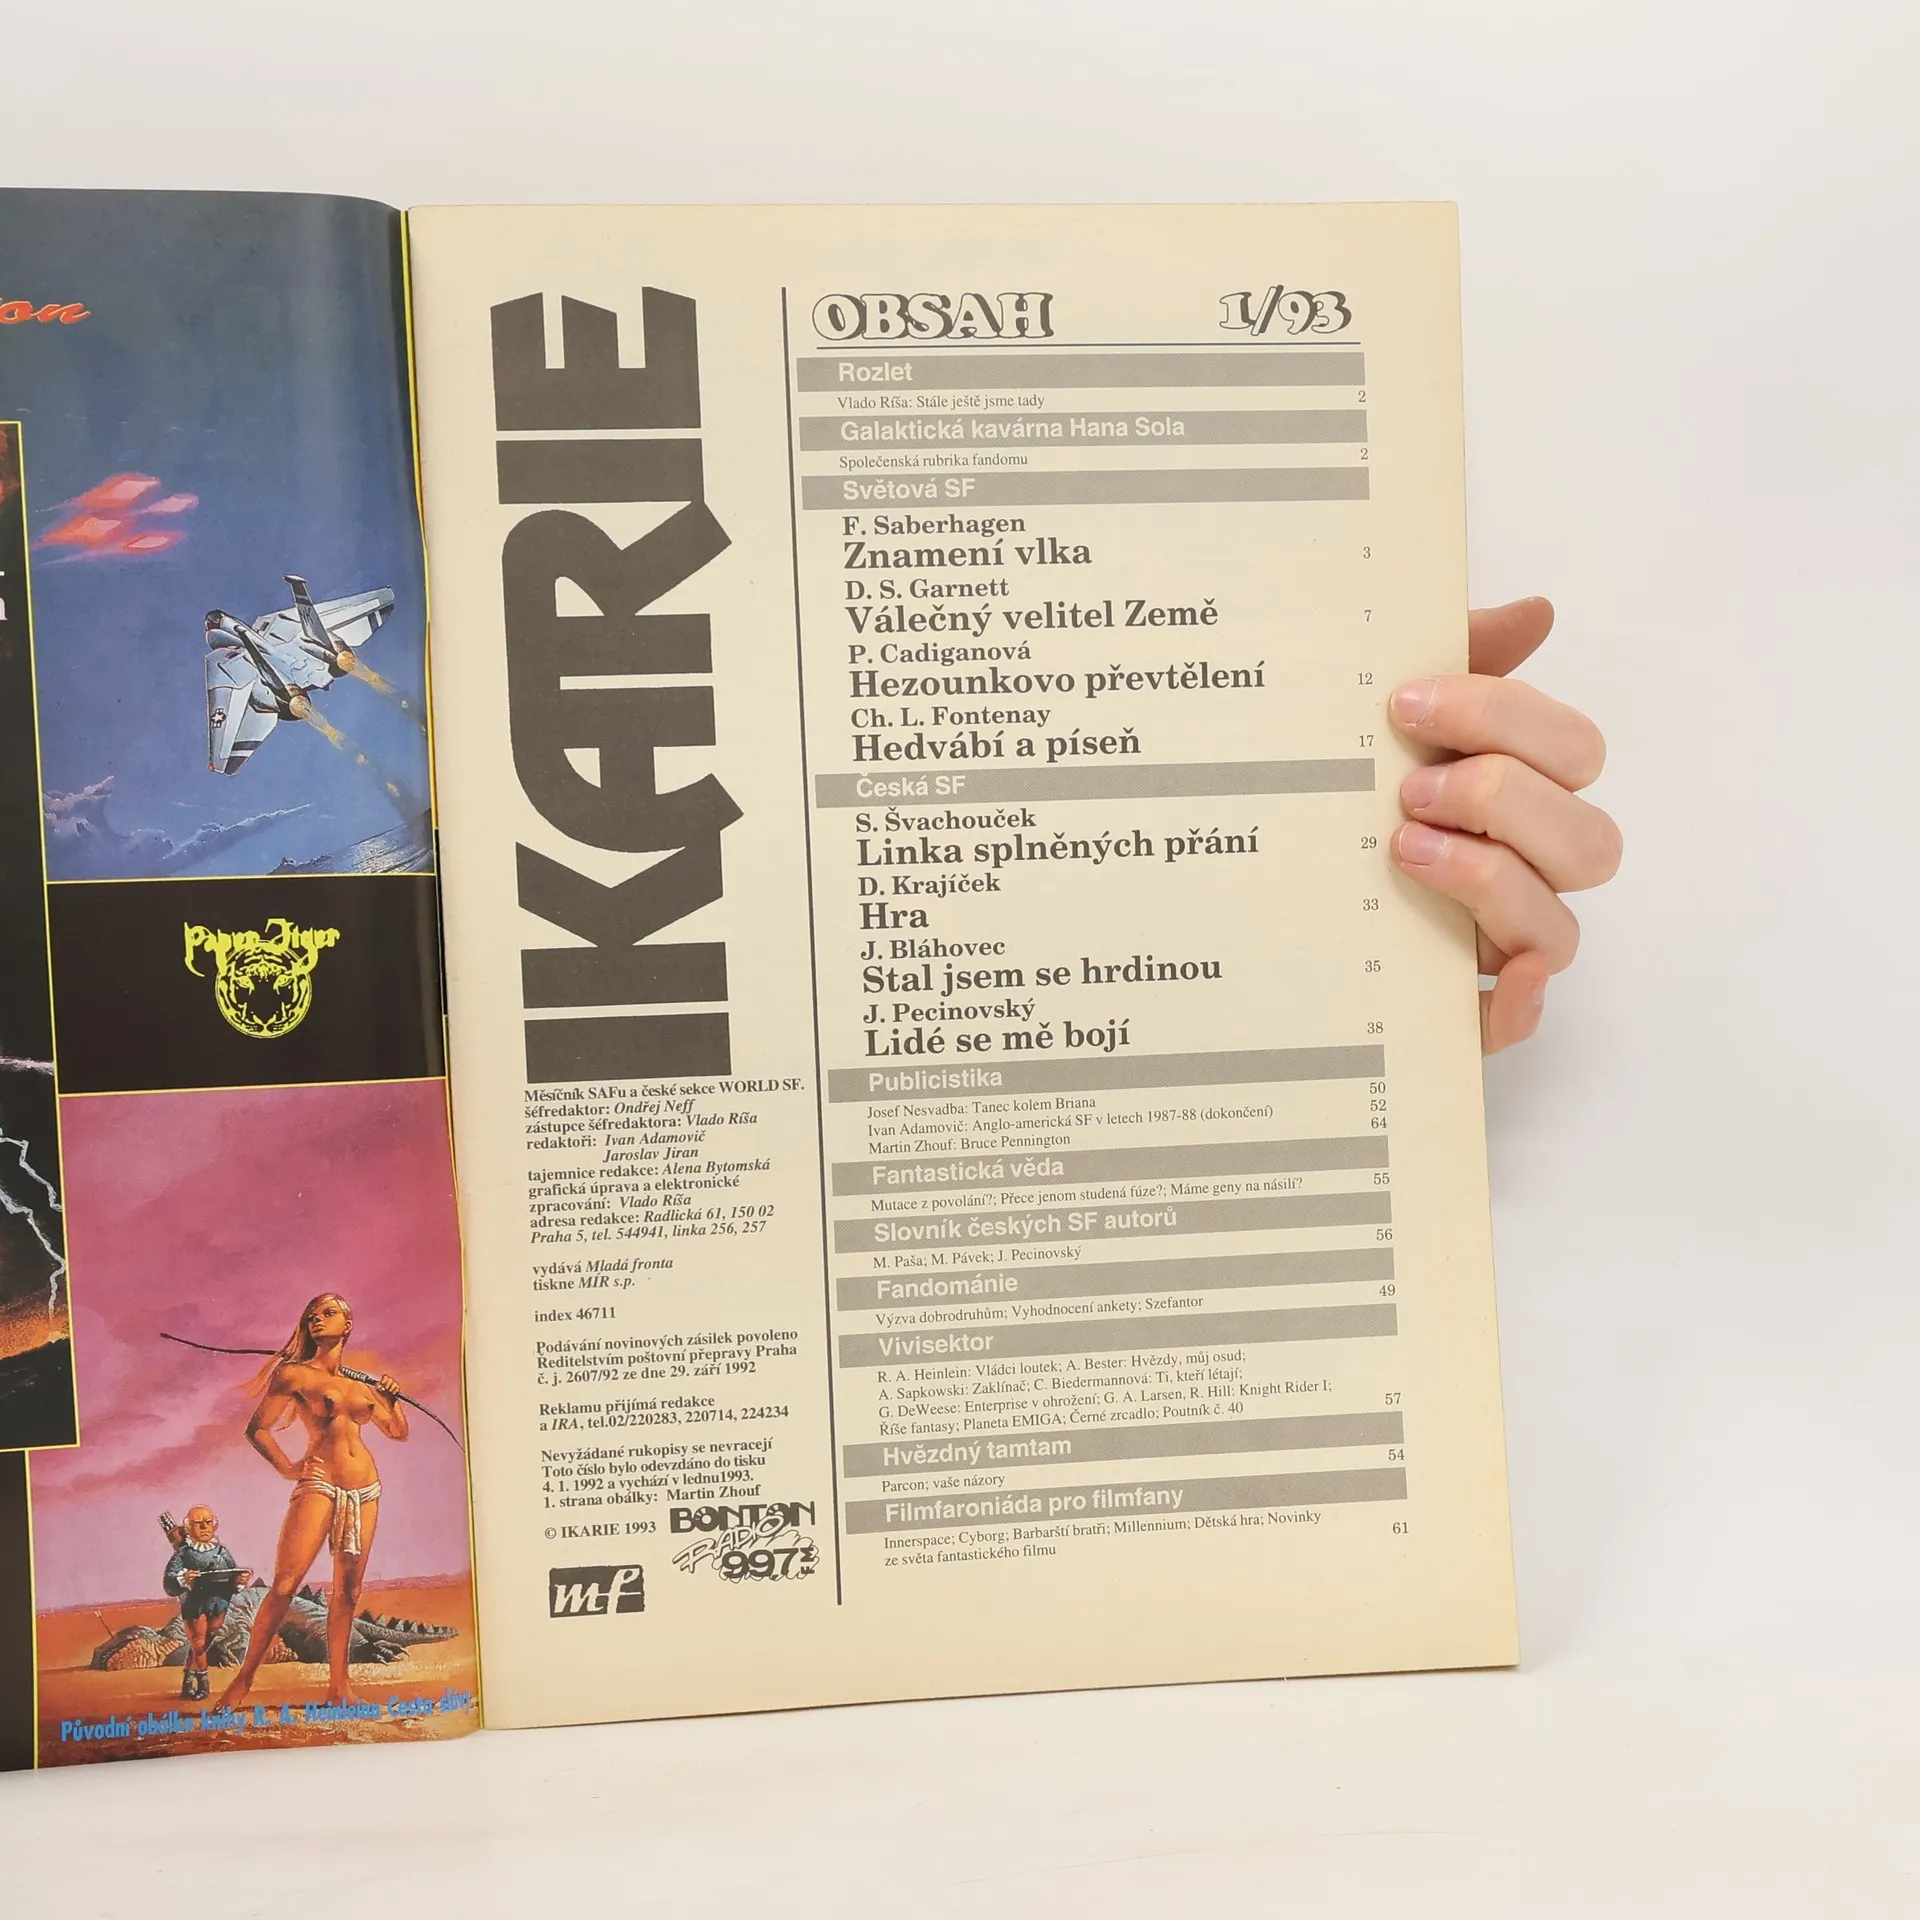 on
Paper Tiger
Původní obálka knihy R. A. Heinleina Cesta slávy
IKARIE
Měsíčník SAFu a české sekce WORLD SF.
šéfredaktor: Ondřej Neff
zástupce šéfredaktora: Vlado Ríša
redaktoři: Ivan Adamovič
Jaroslav Jiran
tajemnice redakce: Alena Bytomská
grafická úprava a elektronické
zpracování: Vlado Ríša
adresa redakce: Radlická 61, 150 02
Praha 5, tel. 544941, linka 256, 257
vydává Mladá fronta
tiskne MÍR s.p.
index 46711
Podávání novinových zásilek povoleno
Ředitelstvím poštovní přepravy Praha
č. j. 2607/92 ze dne 29. září 1992
Reklamu přijímá redakce
a IRA, tel.02/220283, 220714, 224234
Nevyžádané rukopisy se nevracejí
Toto číslo bylo odevzdáno do tisku
4. 1. 1992 a vychází v lednu1993.
1. strana obálky: Martin Zhouf
© IKARIE 1993
BONTON
RADIO
99.7 FM
mf
OBSAH 1/93
Rozlet
Vlado Ríša: Stále ještě jsme tady 2
Galaktická kavárna Hana Sola
Společenská rubrika fandomu 2
Světová SF
F. Saberhagen
Znamení vlka 3
D. S. Garnett
Válečný velitel Země 7
P. Cadiganová
Hezounkovo převtělení 12
Ch. L. Fontenay
Hedvábí a píseň 17
Česká SF
S. Švachouček
Linka splněných přání 29
D. Krajíček
Hra 33
J. Bláhovec
Stal jsem se hrdinou 35
J. Pecinovský
Lidé se mě bojí 38
Publicistika
Josef Nesvadba: Tanec kolem Briana 50
Ivan Adamovič: Anglo-americká SF v letech 1987-88 (dokončení) 52
Martin Zhouf: Bruce Pennington 64
Fantastická věda
Mutace z povolání?; Přece jenom studená fúze?; Máme geny na násilí? 55
Slovník českých SF autorů
M. Paša; M. Pávek; J. Pecinovský 56
Fandománie
Výzva dobrodruhům; Vyhodnocení ankety; Szefantor 49
Vivisektor
R. A. Heinlein: Vládci loutek; A. Bester: Hvězdy, můj osud;
A. Sapkowski: Zaklínač; C. Biedermannová: Ti, kteří létají;
G. DeWeese: Enterprise v ohrožení; G. A. Larsen, R. Hill: Knight Rider I;
Říše fantasy; Planeta EMIGA; Černé zrcadlo; Poutník č. 40 57
Hvězdný tamtam
Parcon; vaše názory 54
Filmfaroniáda pro filmfany
Innerspace; Cyborg; Barbarští bratři; Millennium; Dětská hra; Novinky
ze světa fantastického filmu 61